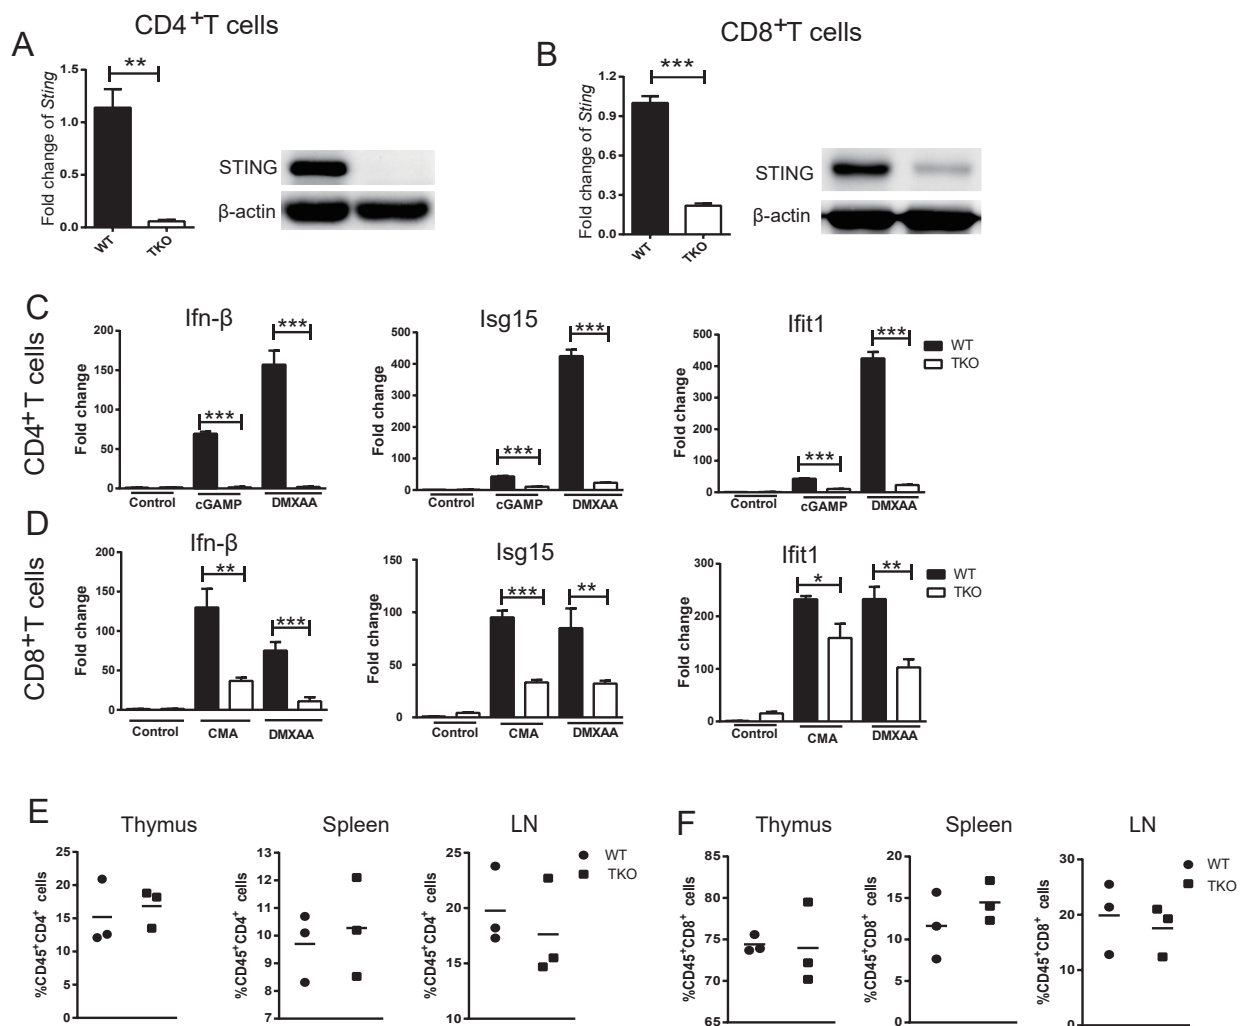 CD4+T cells
CD8+T cells
A
B
Fold change of Sting
1.5
1.0
0.5
0.0
**
WT
TKO
STING
β-actin
Fold change of Sting
1.2
0.9
0.6
0.3
0.0
***
WT
TKO
STING
β-actin
C
CD4+T cells
Ifn-β
Fold change
200
150
100
50
0
***
***
Control
cGAMP
DMXAA
Isg15
Fold change
500
400
300
200
100
0
***
***
Control
cGAMP
DMXAA
Ifit1
Fold change
500
400
300
200
100
0
***
***
Control
cGAMP
DMXAA
WT
TKO
D
CD8+T cells
Ifn-β
Fold change
200
150
100
50
0
**
***
Control
CMA
DMXAA
Isg15
Fold change
150
100
50
0
***
**
Control
CMA
DMXAA
Ifit1
Fold change
300
200
100
0
*
**
Control
CMA
DMXAA
WT
TKO
E
Thymus
%CD45+CD4+ cells
25
20
15
10
5
0
Spleen
%CD45+CD4+ cells
13
12
11
10
9
8
7
LN
%CD45+CD4+ cells
25
20
15
10
WT
TKO
F
Thymus
%CD45+CD8+ cells
85
80
75
70
65
Spleen
%CD45+CD8+ cells
20
15
10
5
0
LN
%CD45+CD8+ cells
30
20
10
0
WT
TKO